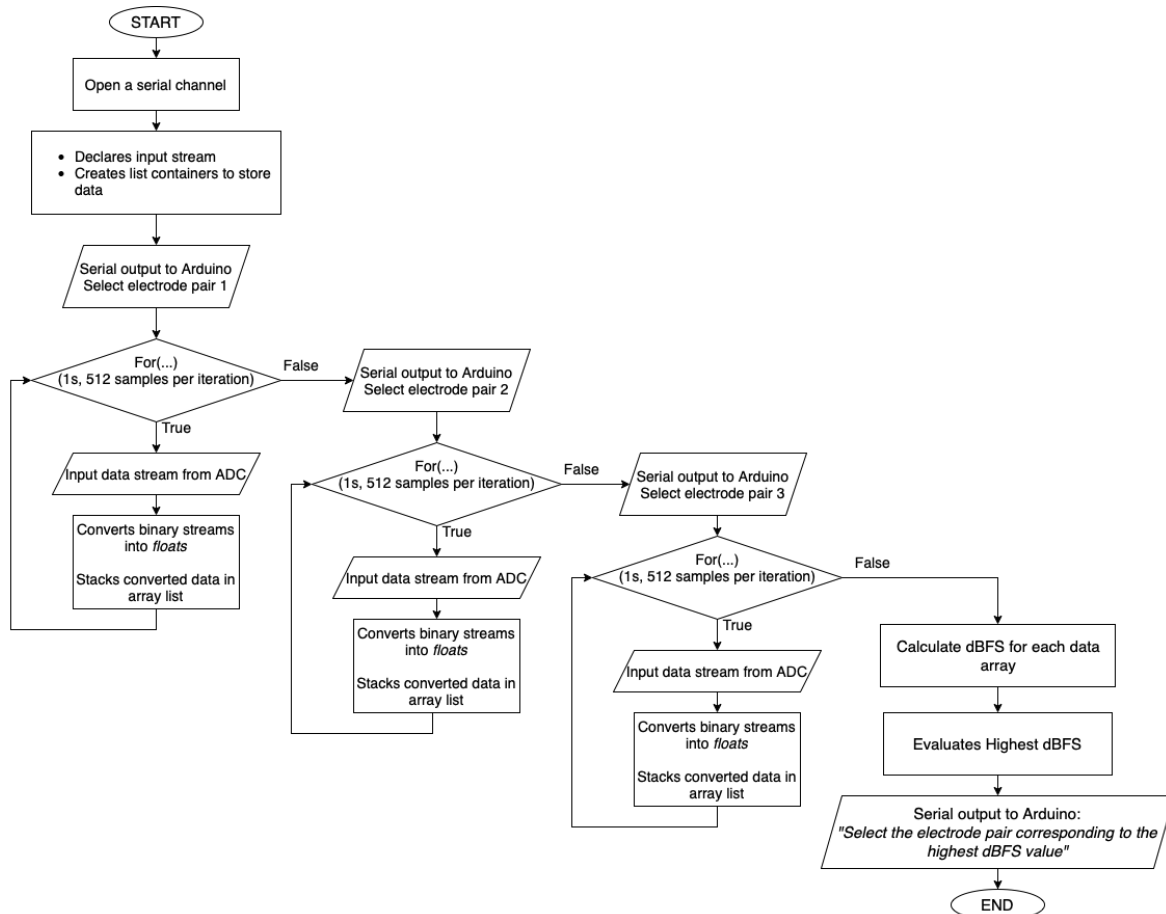 START
Open a serial channel
• Declares input stream
• Creates list containers to store
data
Serial output to Arduino
Select electrode pair 1
For(...)
(1s, 512 samples per iteration)
False
True
Input data stream from ADC
Converts binary streams
into floats
Stacks converted data in
array list
Serial output to Arduino
Select electrode pair 2
For(...)
(1s, 512 samples per iteration)
False
True
Input data stream from ADC
Converts binary streams
into floats
Stacks converted data in
array list
Serial output to Arduino
Select electrode pair 3
For(...)
(1s, 512 samples per iteration)
False
True
Input data stream from ADC
Converts binary streams
into floats
Stacks converted data in
array list
Calculate dBFS for each data
array
Evaluates Highest dBFS
Serial output to Arduino:
"Select the electrode pair corresponding to the
highest dBFS value"
END